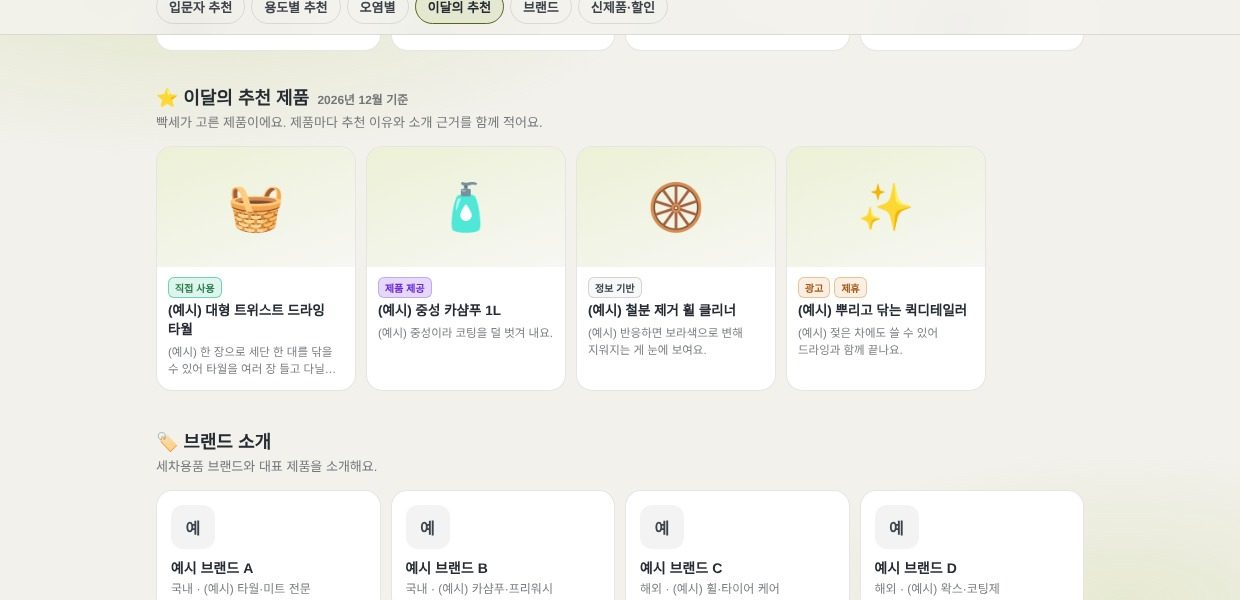 입문자 추천 용도별 추천 오염별 이달의 추천 브랜드 신제품·할인
⭐ 이달의 추천 제품 2026년 12월 기준
빡세가 고른 제품이에요. 제품마다 추천 이유와 소개 근거를 함께 적어요.
직접 사용
(예시) 대형 트위스트 드라잉
타월
(예시) 한 장으로 세단 한 대를 닦을
수 있어 타월을 여러 장 들고 다닐…
제품 제공
(예시) 중성 카샴푸 1L
(예시) 중성이라 코팅을 덜 벗겨 내요.
정보 기반
(예시) 철분 제거 휠 클리너
(예시) 반응하면 보라색으로 변해
지워지는 게 눈에 보여요.
광고 제휴
(예시) 뿌리고 닦는 퀵디테일러
(예시) 젖은 차에도 쓸 수 있어
드라잉과 함께 끝나요.
🏷️ 브랜드 소개
세차용품 브랜드와 대표 제품을 소개해요.
예
예시 브랜드 A
국내 · (예시) 타월·미트 전문
예
예시 브랜드 B
국내 · (예시) 카샴푸·프리워시
예
예시 브랜드 C
해외 · (예시) 휠·타이어 케어
예
예시 브랜드 D
해외 · (예시) 왁스·코팅제